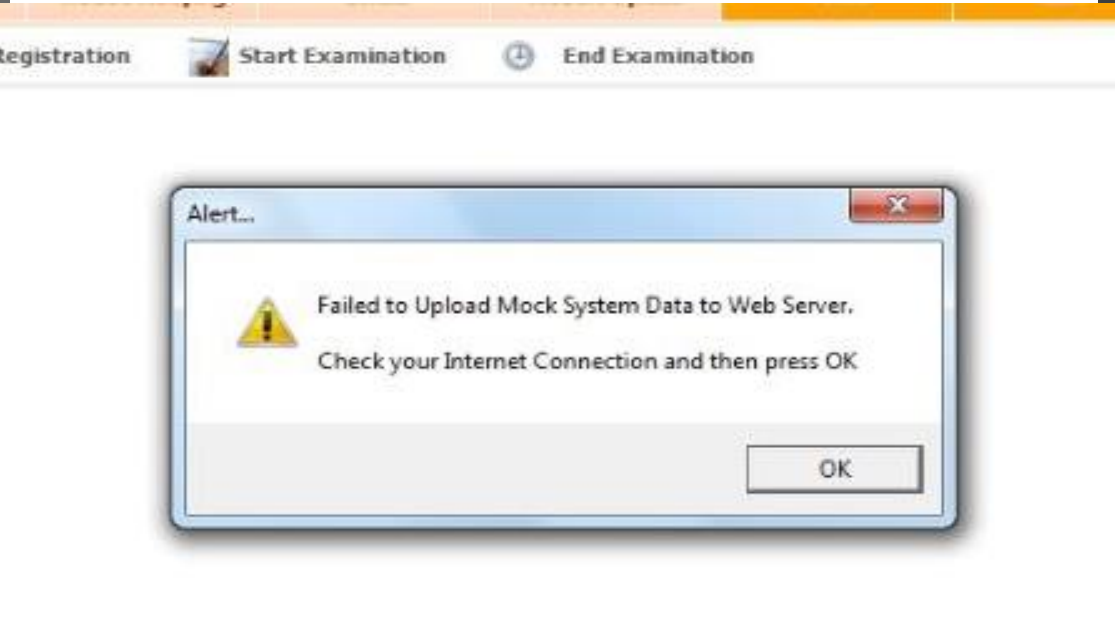 Registration Start Examination End Examination
Alert...
Failed to Upload Mock System Data to Web Server.
Check your Internet Connection and then press OK
OK